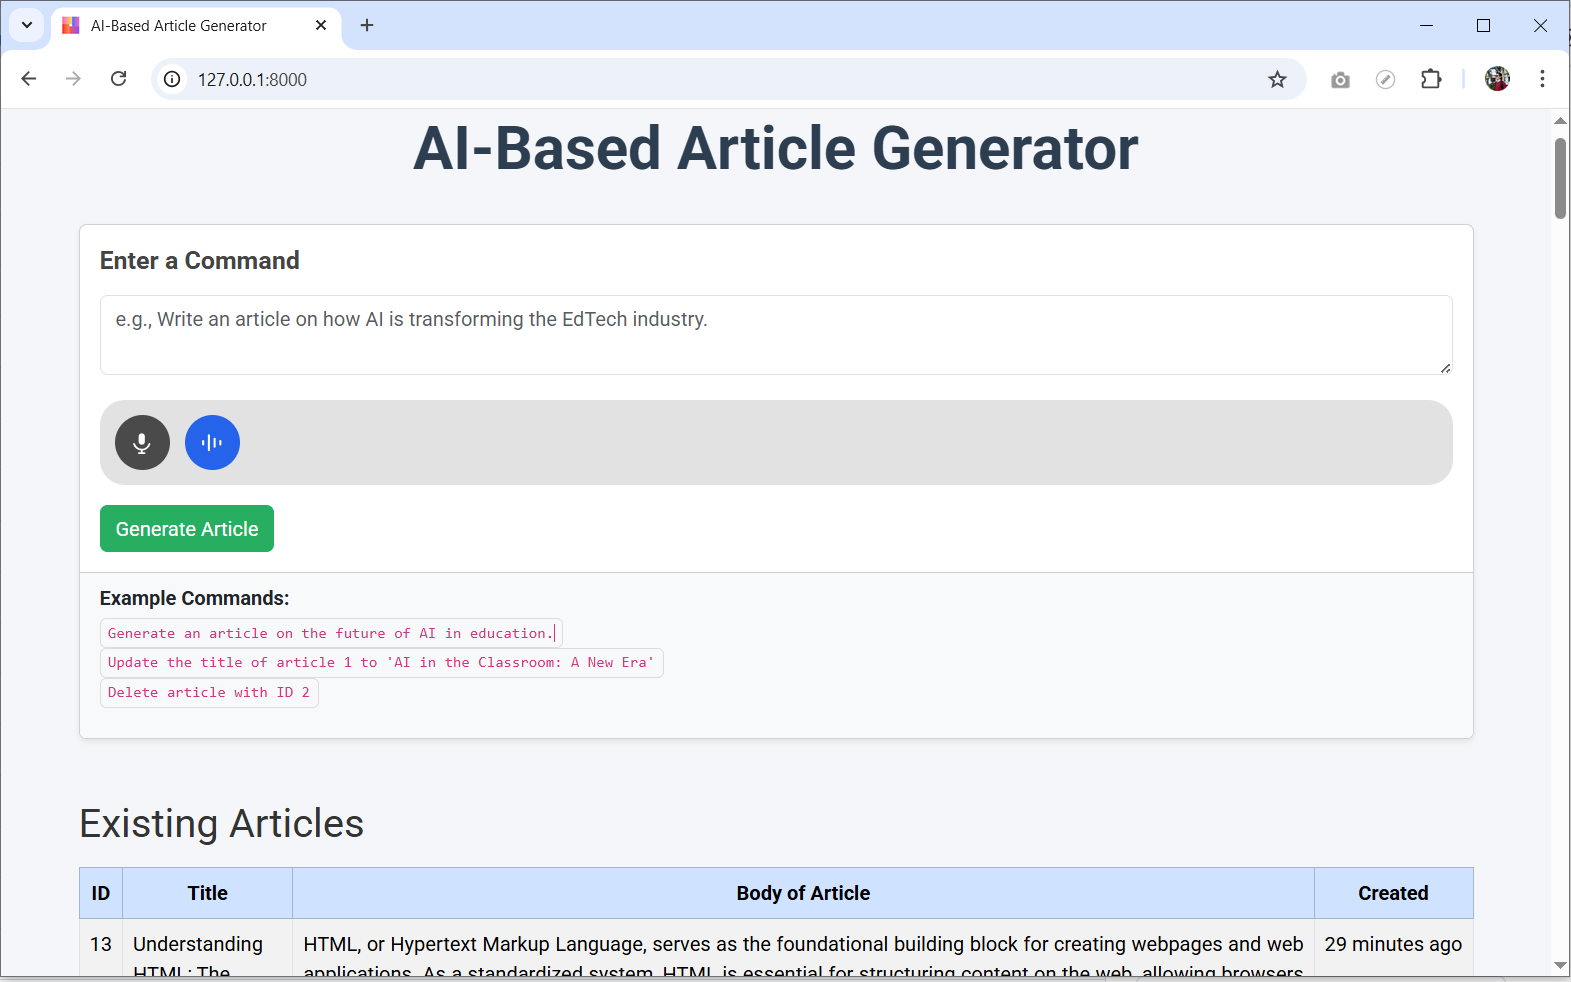 AI-Based Article Generator
127.0.0.1:8000
AI-Based Article Generator
Enter a Command
e.g., Write an article on how AI is transforming the EdTech industry.
Generate Article
Example Commands:
Generate an article on the future of AI in education.
Update the title of article 1 to 'AI in the Classroom: A New Era'
Delete article with ID 2
Existing Articles
ID Title Body of Article Created
13 Understanding HTML, or Hypertext Markup Language, serves as the foundational building block for creating webpages and web 29 minutes ago
HTML: The applications. As a standardized system, HTML is essential for structuring content on the web, allowing browsers